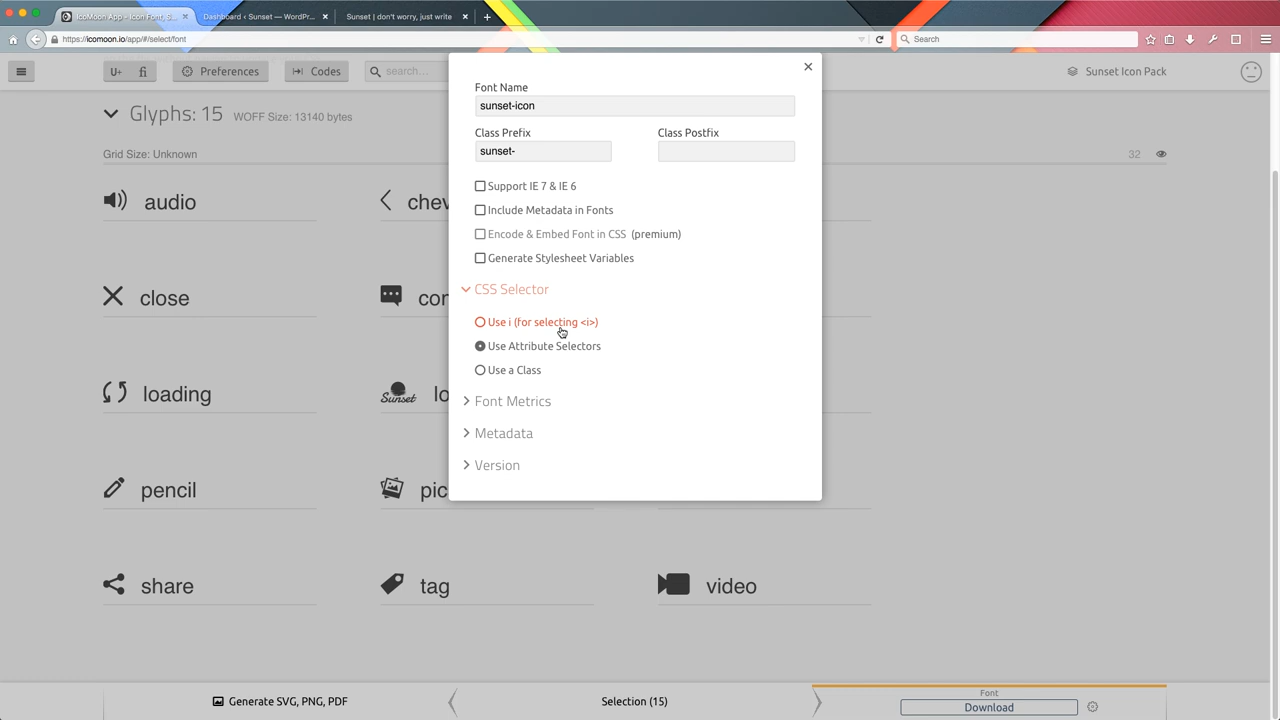 IcoMoon App - Icon Font, S...
Dashboard ‹ Sunset — WordPr...
Sunset | don't worry, just write
https://icomoon.io/app/#/select/font
Search
U+
fi
Preferences
Codes
search...
Sunset Icon Pack
Glyphs: 15
WOFF Size: 13140 bytes
Grid Size: Unknown
32
audio
chev
close
con
loading
Sunset
lo
pencil
pic
share
tag
video
Font Name
sunset-icon
Class Prefix
Class Postfix
sunset-
Support IE 7 & IE 6
Include Metadata in Fonts
Encode & Embed Font in CSS (premium)
Generate Stylesheet Variables
CSS Selector
Use i (for selecting <i>)
Use Attribute Selectors
Use a Class
Font Metrics
Metadata
Version
Generate SVG, PNG, PDF
Selection (15)
Font
Download